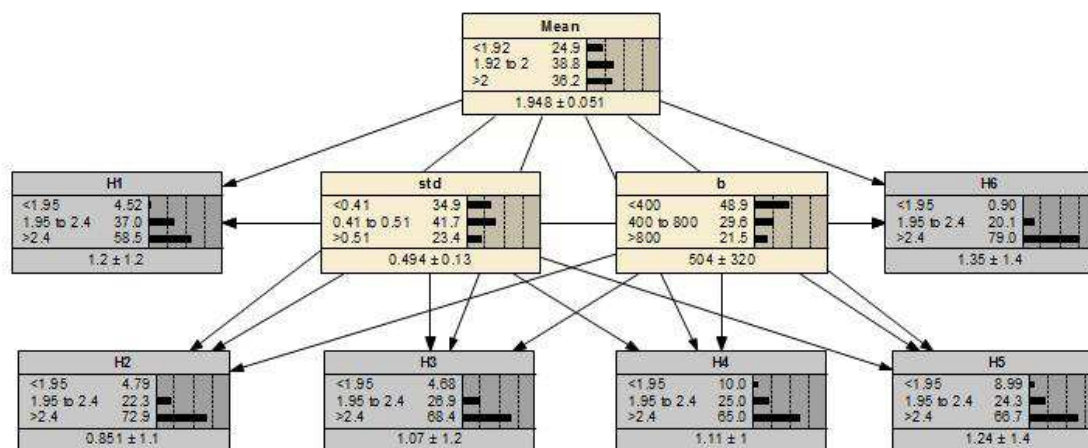 Mean
<1.92 24.9
1.92 to 2 38.8
>2 36.2
1.948 ± 0.051
H1
<1.95 4.52
1.95 to 2.4 37.0
>2.4 58.5
1.2 ± 1.2
std
<0.41 34.9
0.41 to 0.51 41.7
>0.51 23.4
0.494 ± 0.13
b
<400 48.9
400 to 800 29.6
>800 21.5
504 ± 320
H6
<1.95 0.90
1.95 to 2.4 20.1
>2.4 79.0
1.35 ± 1.4
H2
<1.95 4.79
1.95 to 2.4 22.3
>2.4 72.9
0.851 ± 1.1
H3
<1.95 4.68
1.95 to 2.4 26.9
>2.4 68.4
1.07 ± 1.2
H4
<1.95 10.0
1.95 to 2.4 25.0
>2.4 65.0
1.11 ± 1
H5
<1.95 8.99
1.95 to 2.4 24.3
>2.4 66.7
1.24 ± 1.4